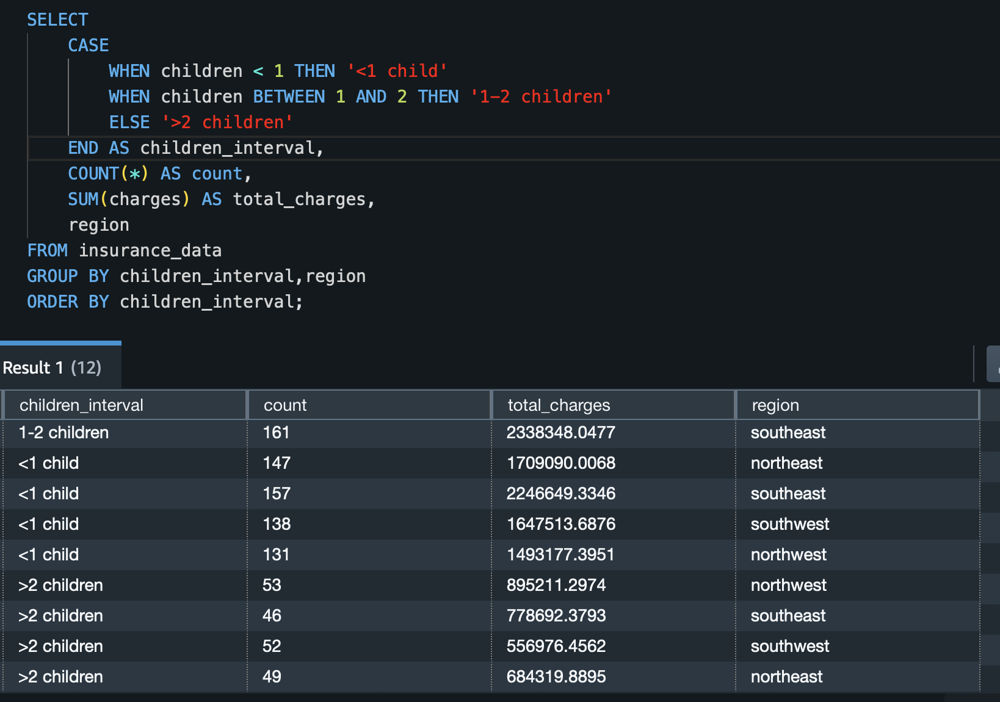 SELECT
CASE
WHEN children < 1 THEN '<1 child'
WHEN children BETWEEN 1 AND 2 THEN '1-2 children'
ELSE '>2 children'
END AS children_interval,
COUNT(*) AS count,
SUM(charges) AS total_charges,
region
FROM insurance_data
GROUP BY children_interval,region
ORDER BY children_interval;
Result 1 (12)
children_interval count total_charges region
1-2 children 161 2338348.0477 southeast
<1 child 147 1709090.0068 northeast
<1 child 157 2246649.3346 southeast
<1 child 138 1647513.6876 southwest
<1 child 131 1493177.3951 northwest
>2 children 53 895211.2974 northwest
>2 children 46 778692.3793 southeast
>2 children 52 556976.4562 southwest
>2 children 49 684319.8895 northeast